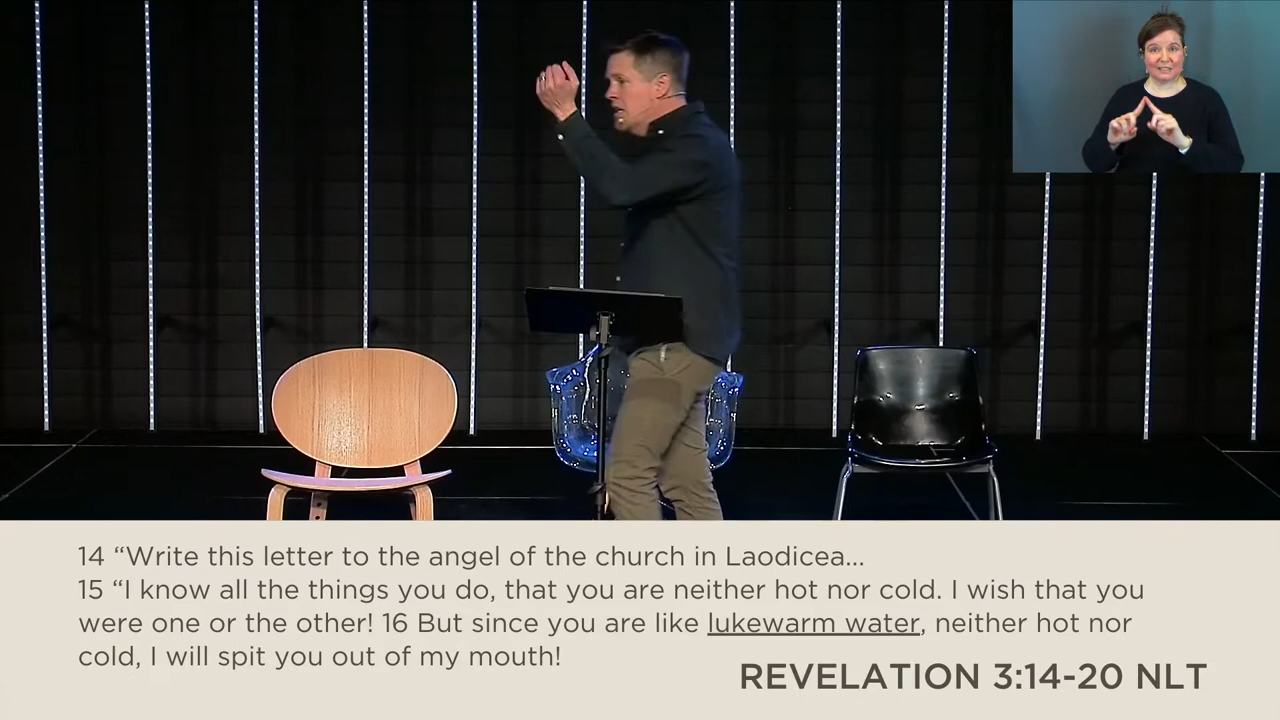 14 “Write this letter to the angel of the church in Laodicea...
15 “I know all the things you do, that you are neither hot nor cold. I wish that you
were one or the other! 16 But since you are like lukewarm water, neither hot nor
cold, I will spit you out of my mouth!
REVELATION 3:14-20 NLT